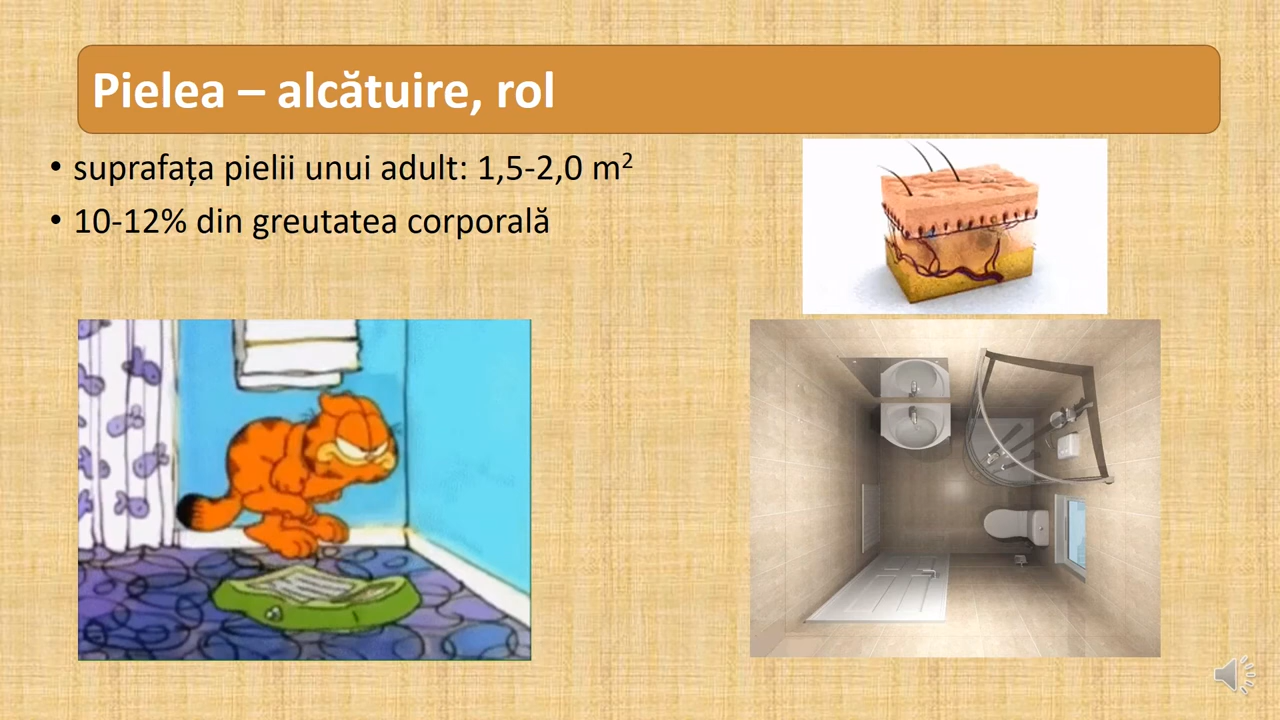 Pielea – alcătuire, rol
• suprafața pielii unui adult: 1,5-2,0 m²
• 10-12% din greutatea corporală